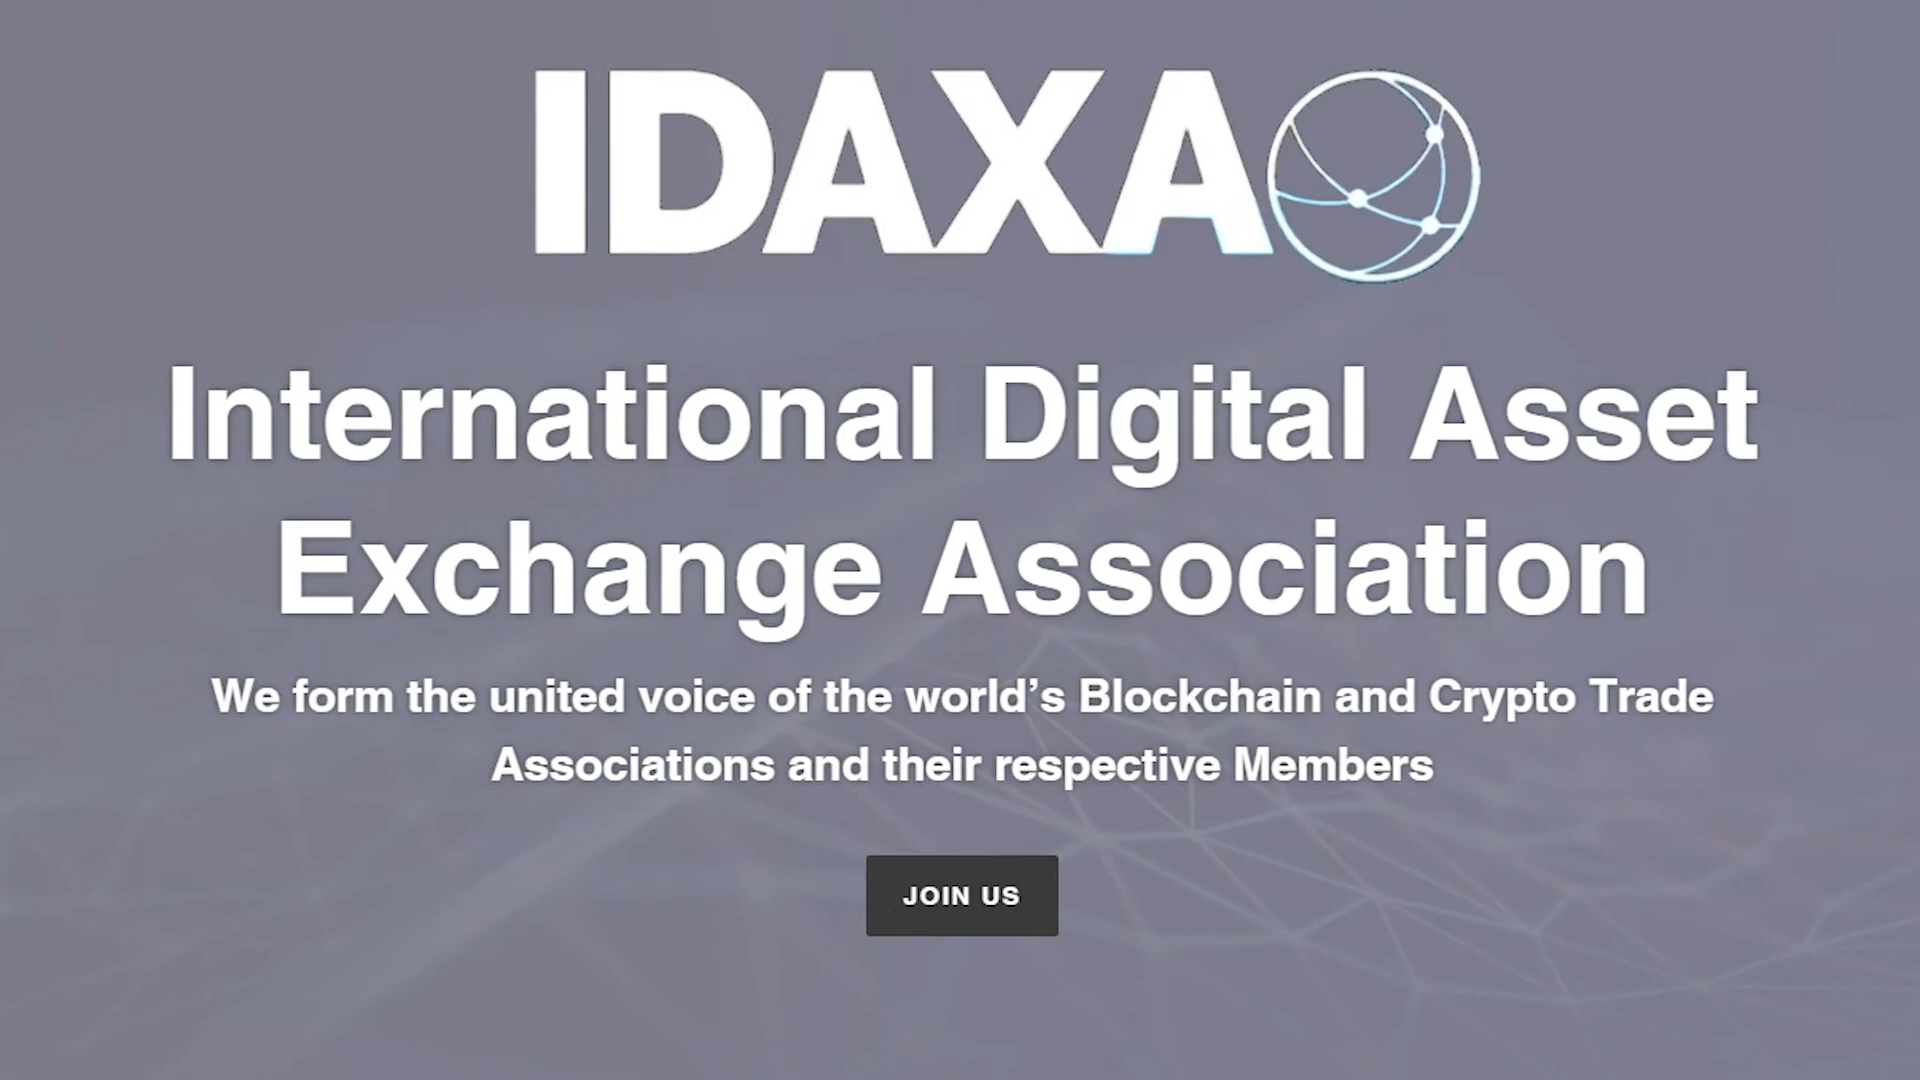 IDAXA
International Digital Asset
Exchange Association
We form the united voice of the world’s Blockchain and Crypto Trade
Associations and their respective Members
JOIN US